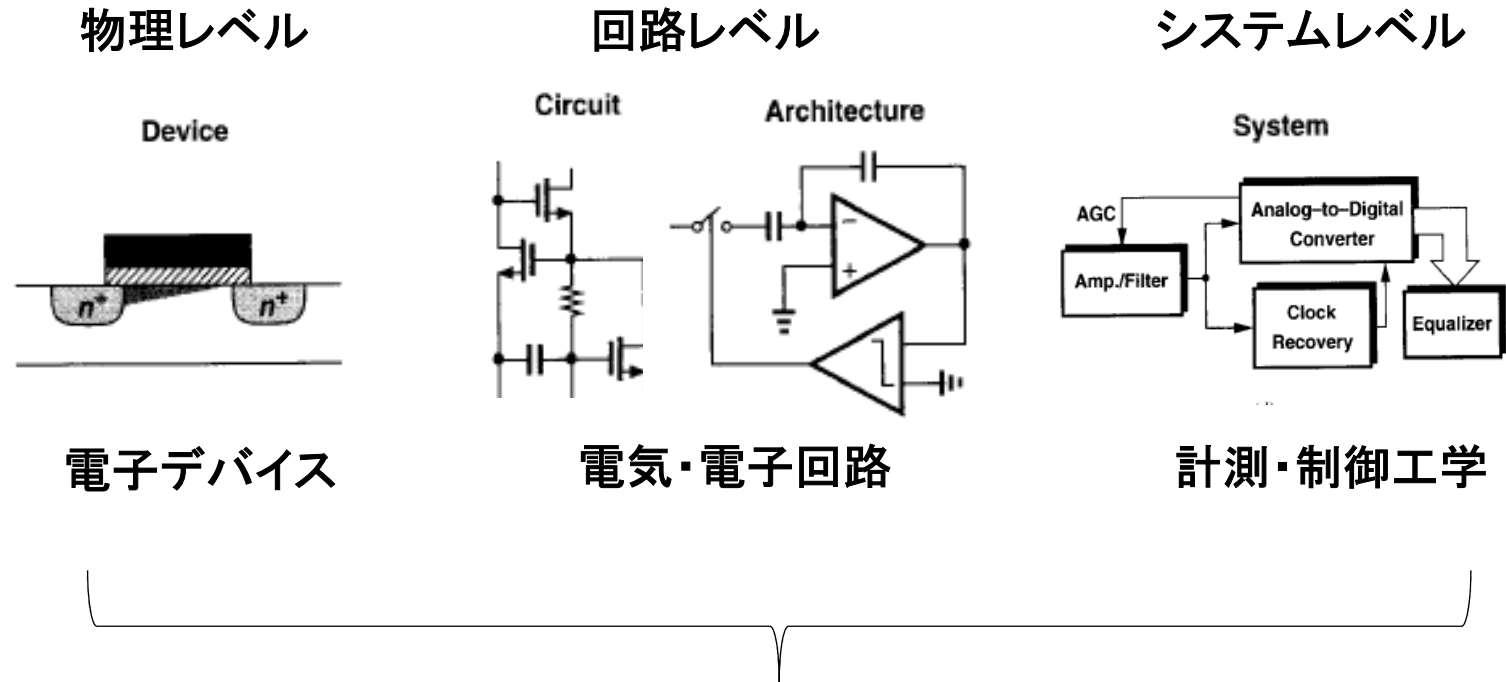 物理レベル
回路レベル
システムレベル
Device
Circuit
Architecture
System
n+
n+
−
+
AGC
Amp./Filter
Analog–to–Digital
Converter
Clock
Recovery
Equalizer
電子デバイス
電気・電子回路
計測・制御工学